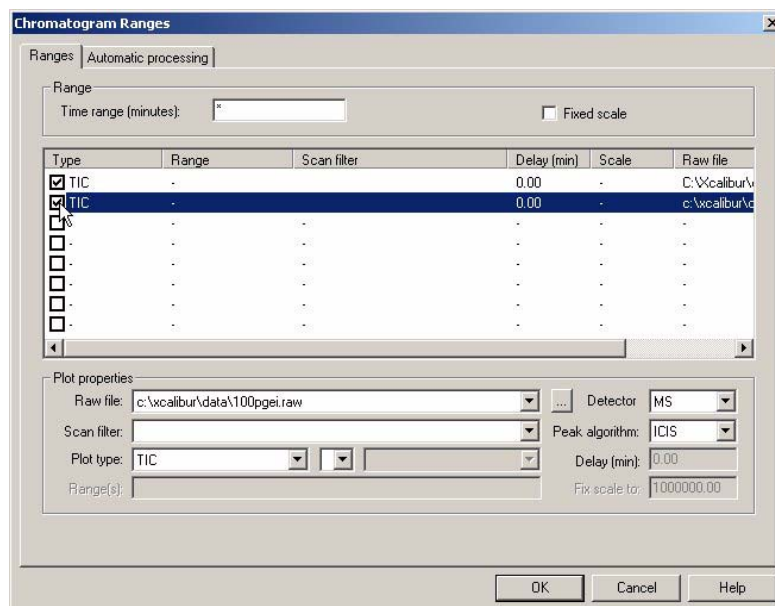 Chromatogram Ranges
Ranges Automatic processing
Range
Time range (minutes): * Fixed scale
Type Range Scan filter Delay (min) Scale Raw file
TIC - 0.00 - C:\Xcalibur\
TIC - 0.00 - c:\xcalibur\d
- - - - - -
- - - - - -
- - - - - -
- - - - - -
- - - - - -
- - - - - -
Plot properties
Raw file: c:\xcalibur\data\100pgei.raw ... Detector MS
Scan filter: Peak algorithm: ICIS
Plot type: TIC Delay (min): 0.00
Range(s): Fix scale to: 1000000.00
OK Cancel Help